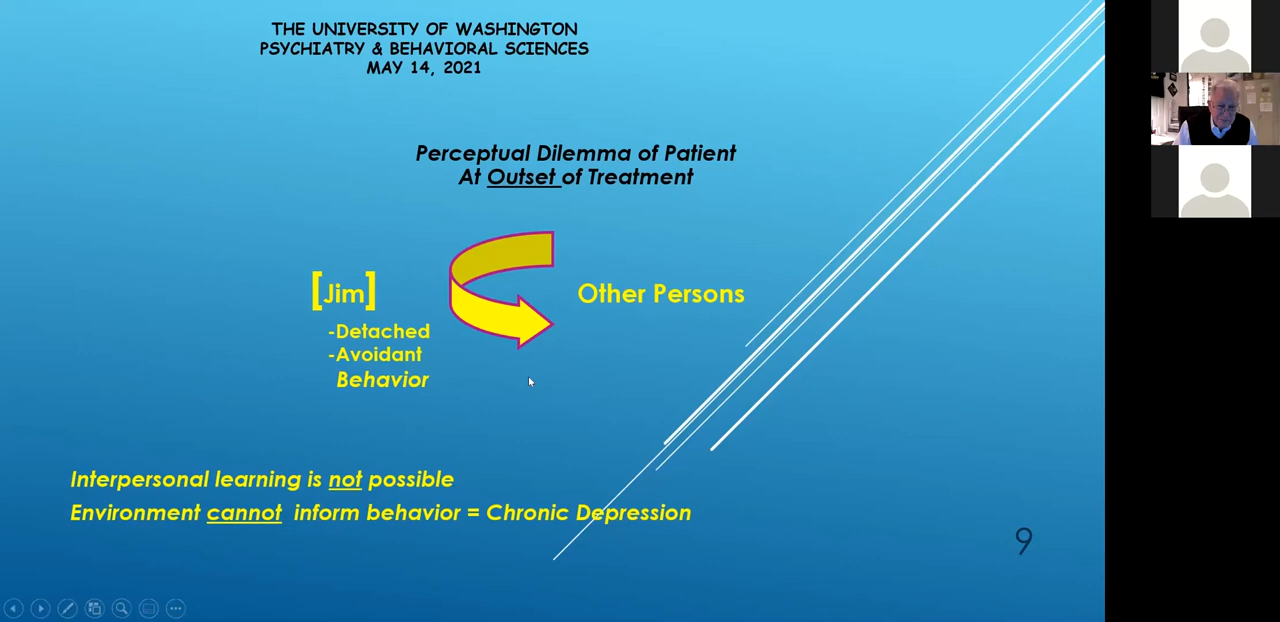 THE UNIVERSITY OF WASHINGTON
PSYCHIATRY & BEHAVIORAL SCIENCES
MAY 14, 2021
Perceptual Dilemma of Patient
At Outset of Treatment
[Jim]
Other Persons
-Detached
-Avoidant
Behavior
Interpersonal learning is not possible
Environment cannot inform behavior = Chronic Depression
9